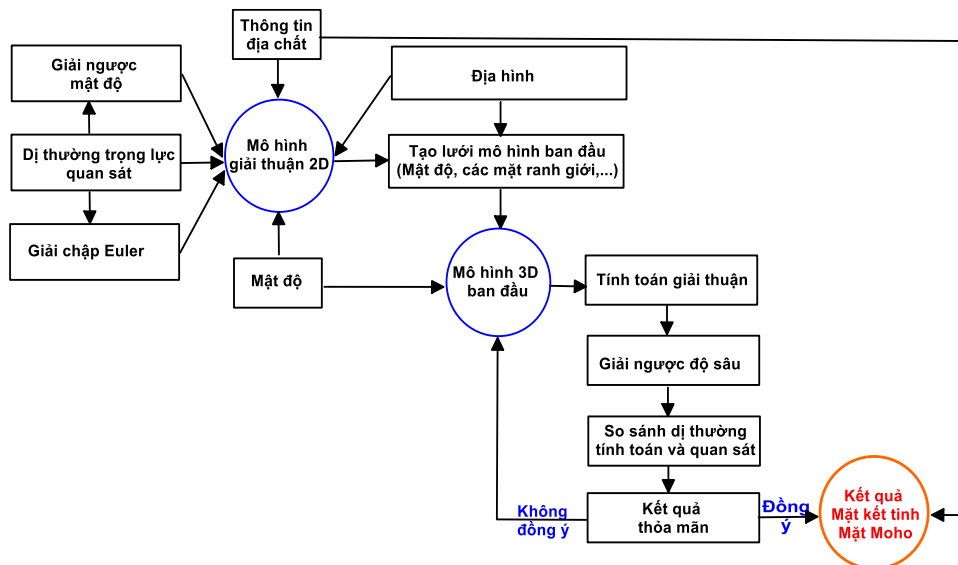 Thông tin
địa chất
Giải ngược
mật độ
Địa hình
Dị thường trọng lực
quan sát
Mô hình
giải thuận 2D
Tạo lưới mô hình ban đầu
(Mật độ, các mặt ranh giới,...)
Giải chập Euler
Mật độ
Mô hình 3D
ban đầu
Tính toán giải thuận
Giải ngược độ sâu
So sánh dị thường
tính toán và quan sát
Không
đồng ý
Kết quả
thỏa mãn
Đồng
ý
Kết quả
Mặt kết tinh
Mặt Moho